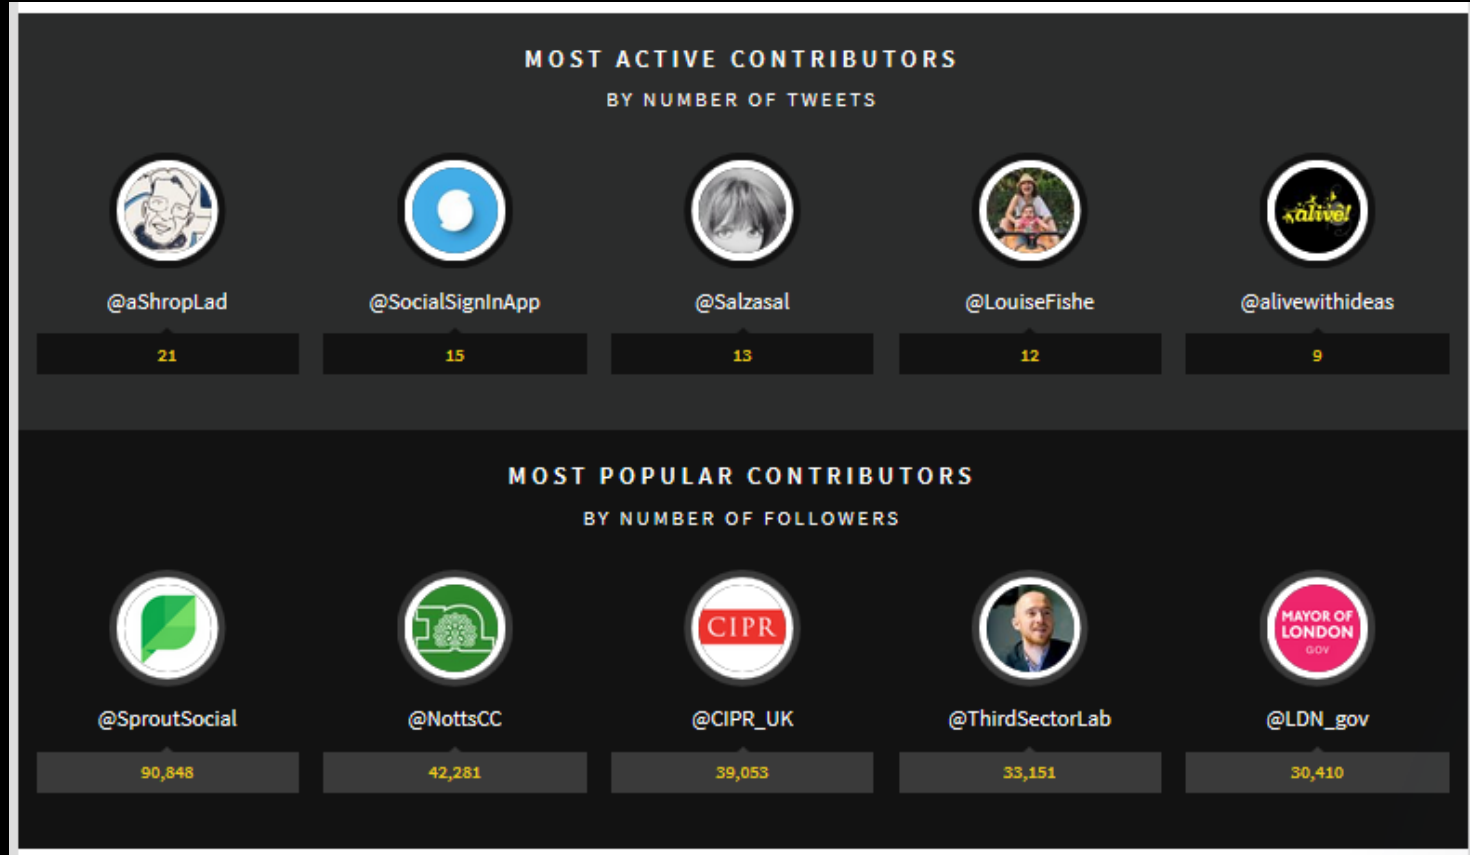 MOST ACTIVE CONTRIBUTORS
BY NUMBER OF TWEETS
alive!
@aShropLad @SocialSignInApp @Salzasal @LouiseFishe @alivewithideas
21 15 13 12 9
MOST POPULAR CONTRIBUTORS
BY NUMBER OF FOLLOWERS
CIPR
MAYOR OF
LONDON
GOV
@SproutSocial @NottsCC @CIPR_UK @ThirdSectorLab @LDN_gov
90,848 42,281 39,053 33,151 30,410